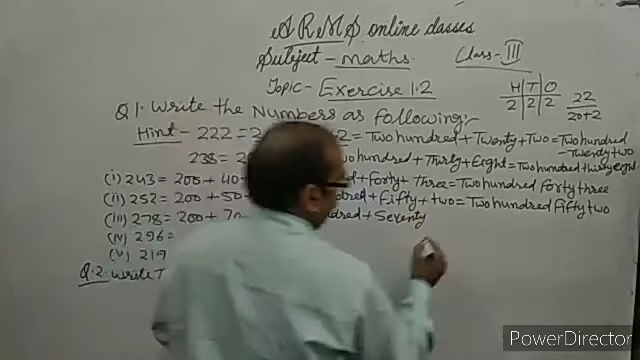 ARMS online classes
Subject - maths Class - III
Topic - Exercise 1.2
H T O
2 2 2
22
20+2
Q1. Write the Numbers as following:-
Hint - 222 = 2 2 = Two hundred + Twenty + Two = Two hundred
- Twenty two
238 = 2 wo hundred + Thirty + Eight = Two hundred thirty eight.
(i) 243 = 200 + 40 + d + forty + Three = Two hundred forty three
(ii) 252 = 200 + 50 ndred + Fifty + two = Two hundred fifty two
(iii) 278 = 200 + 70 dred + Seventy
(iv) 296 =
(v) 219
Q.2. Write T
PowerDirector